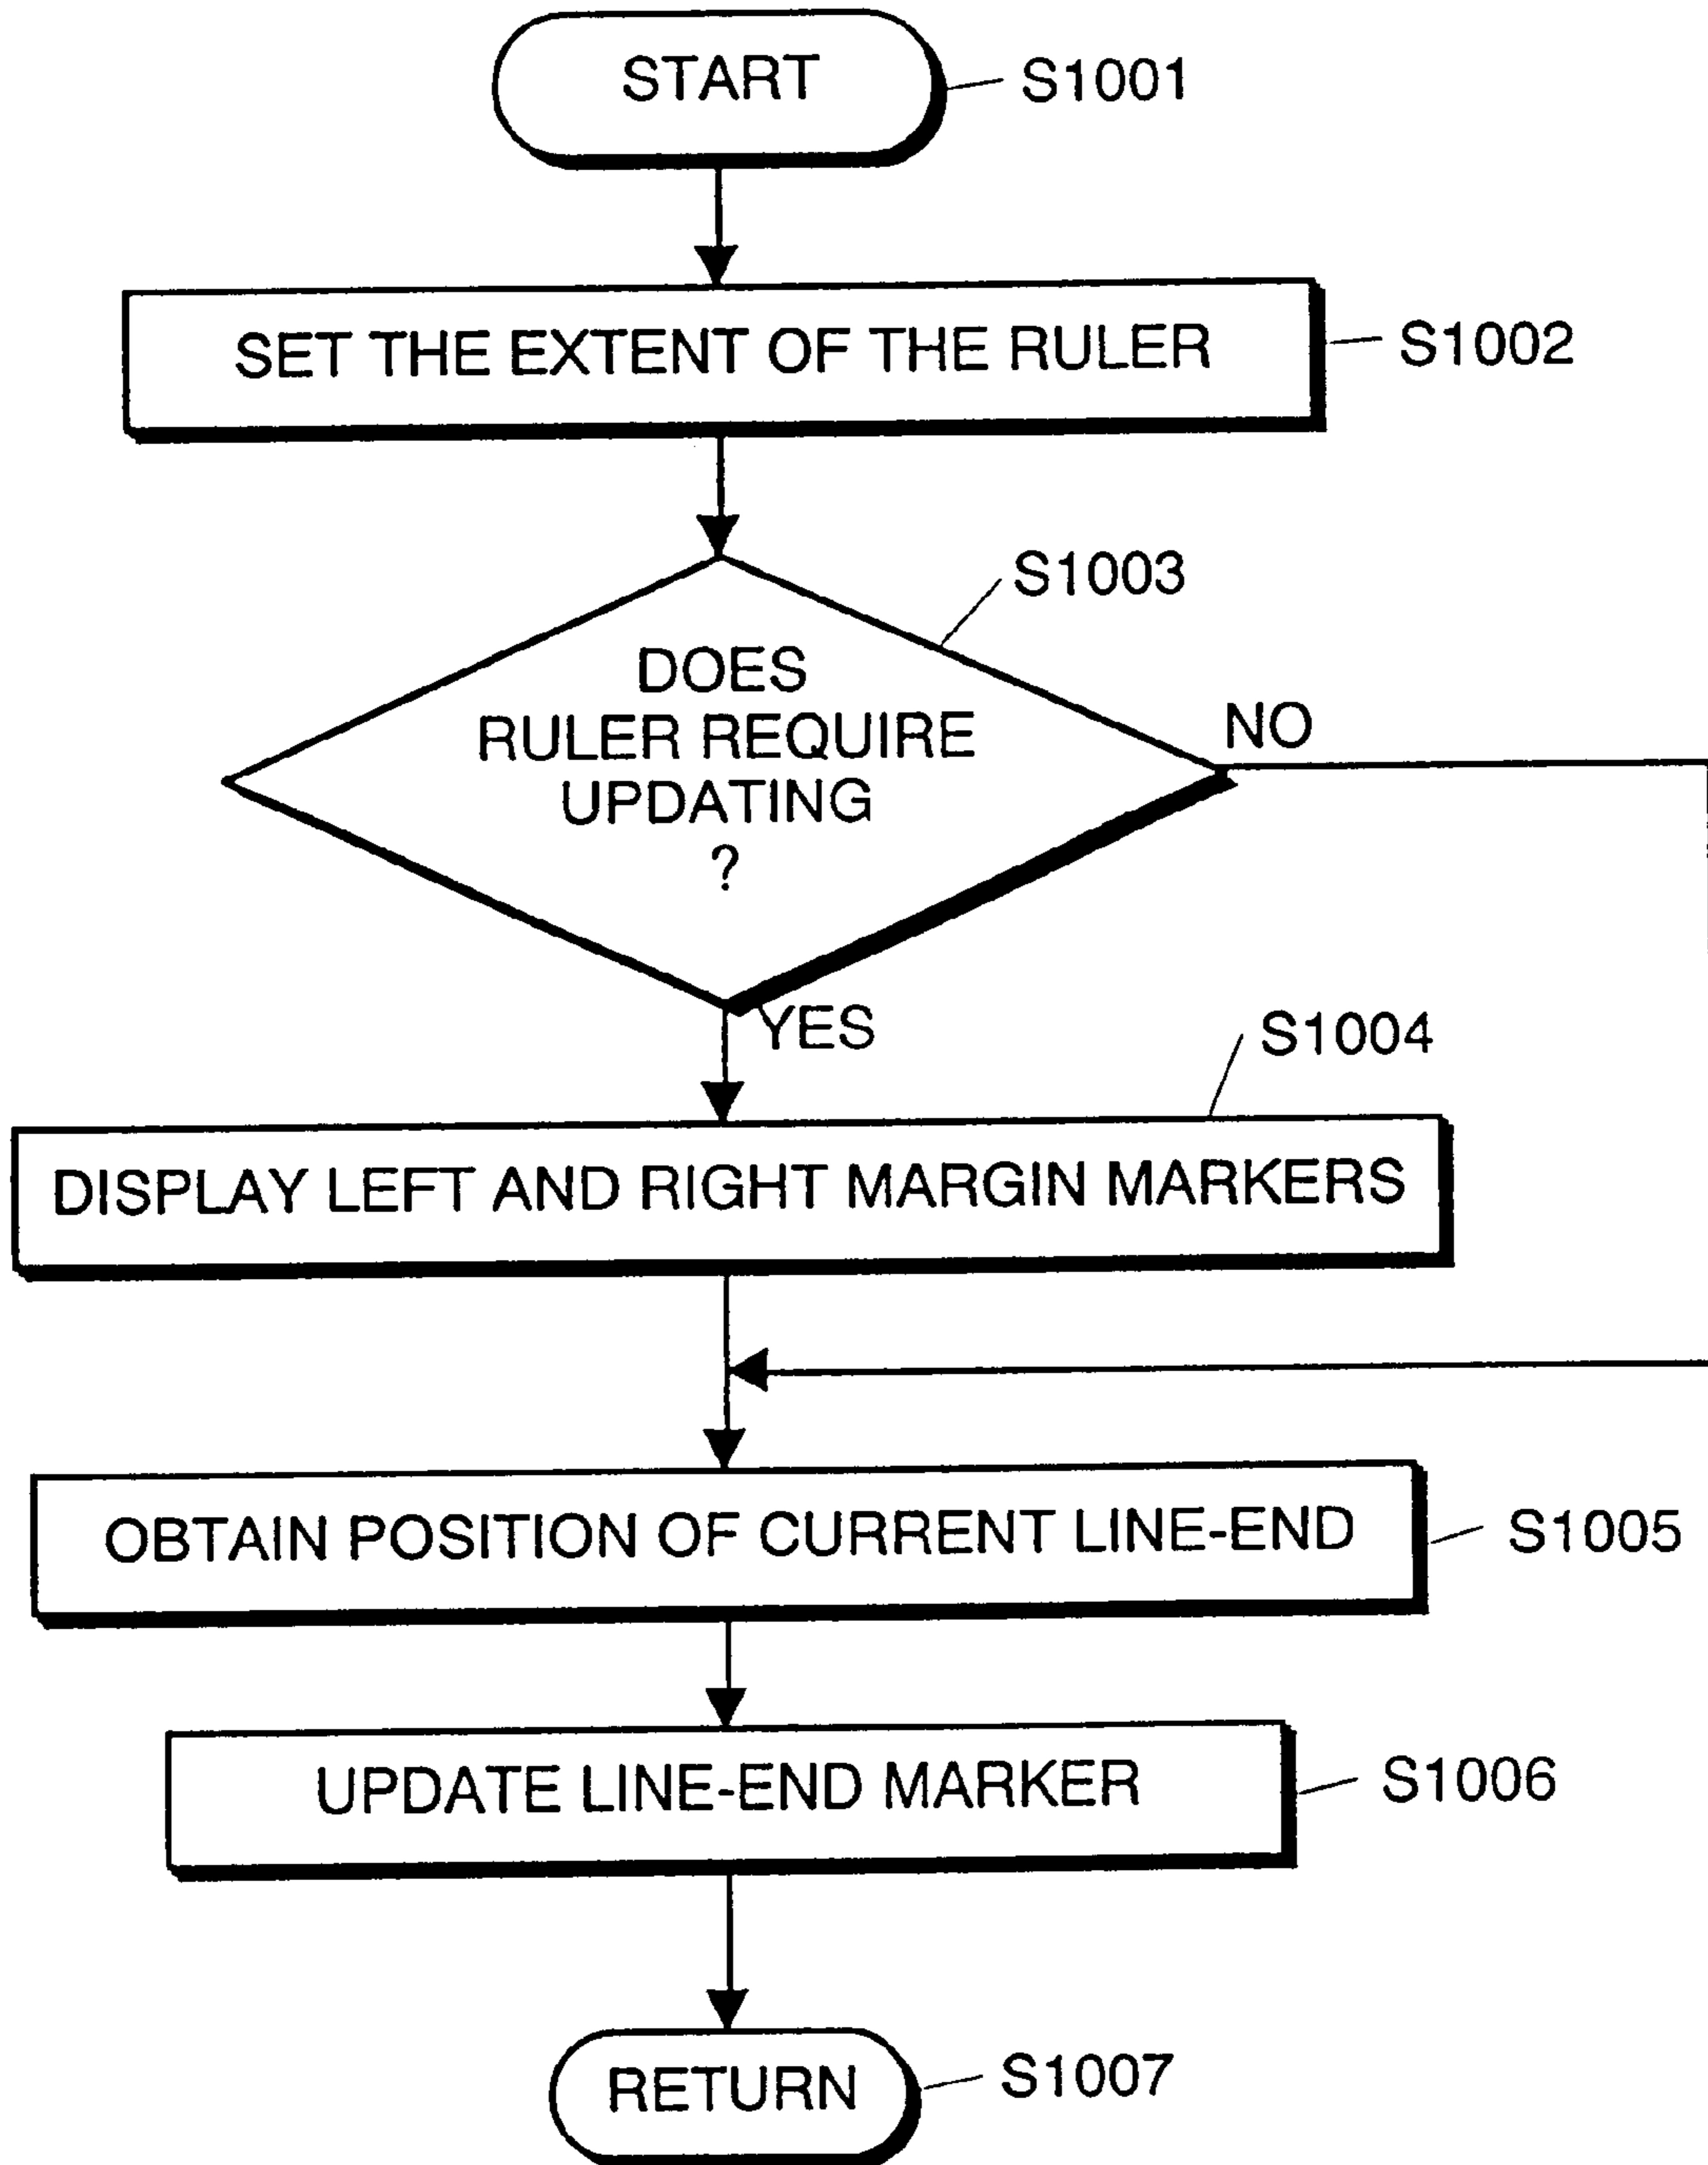 START
S1001
SET THE EXTENT OF THE RULER
S1002
S1003
DOES
RULER REQUIRE
UPDATING
?
NO
YES
S1004
DISPLAY LEFT AND RIGHT MARGIN MARKERS
OBTAIN POSITION OF CURRENT LINE-END
S1005
UPDATE LINE-END MARKER
S1006
RETURN
S1007